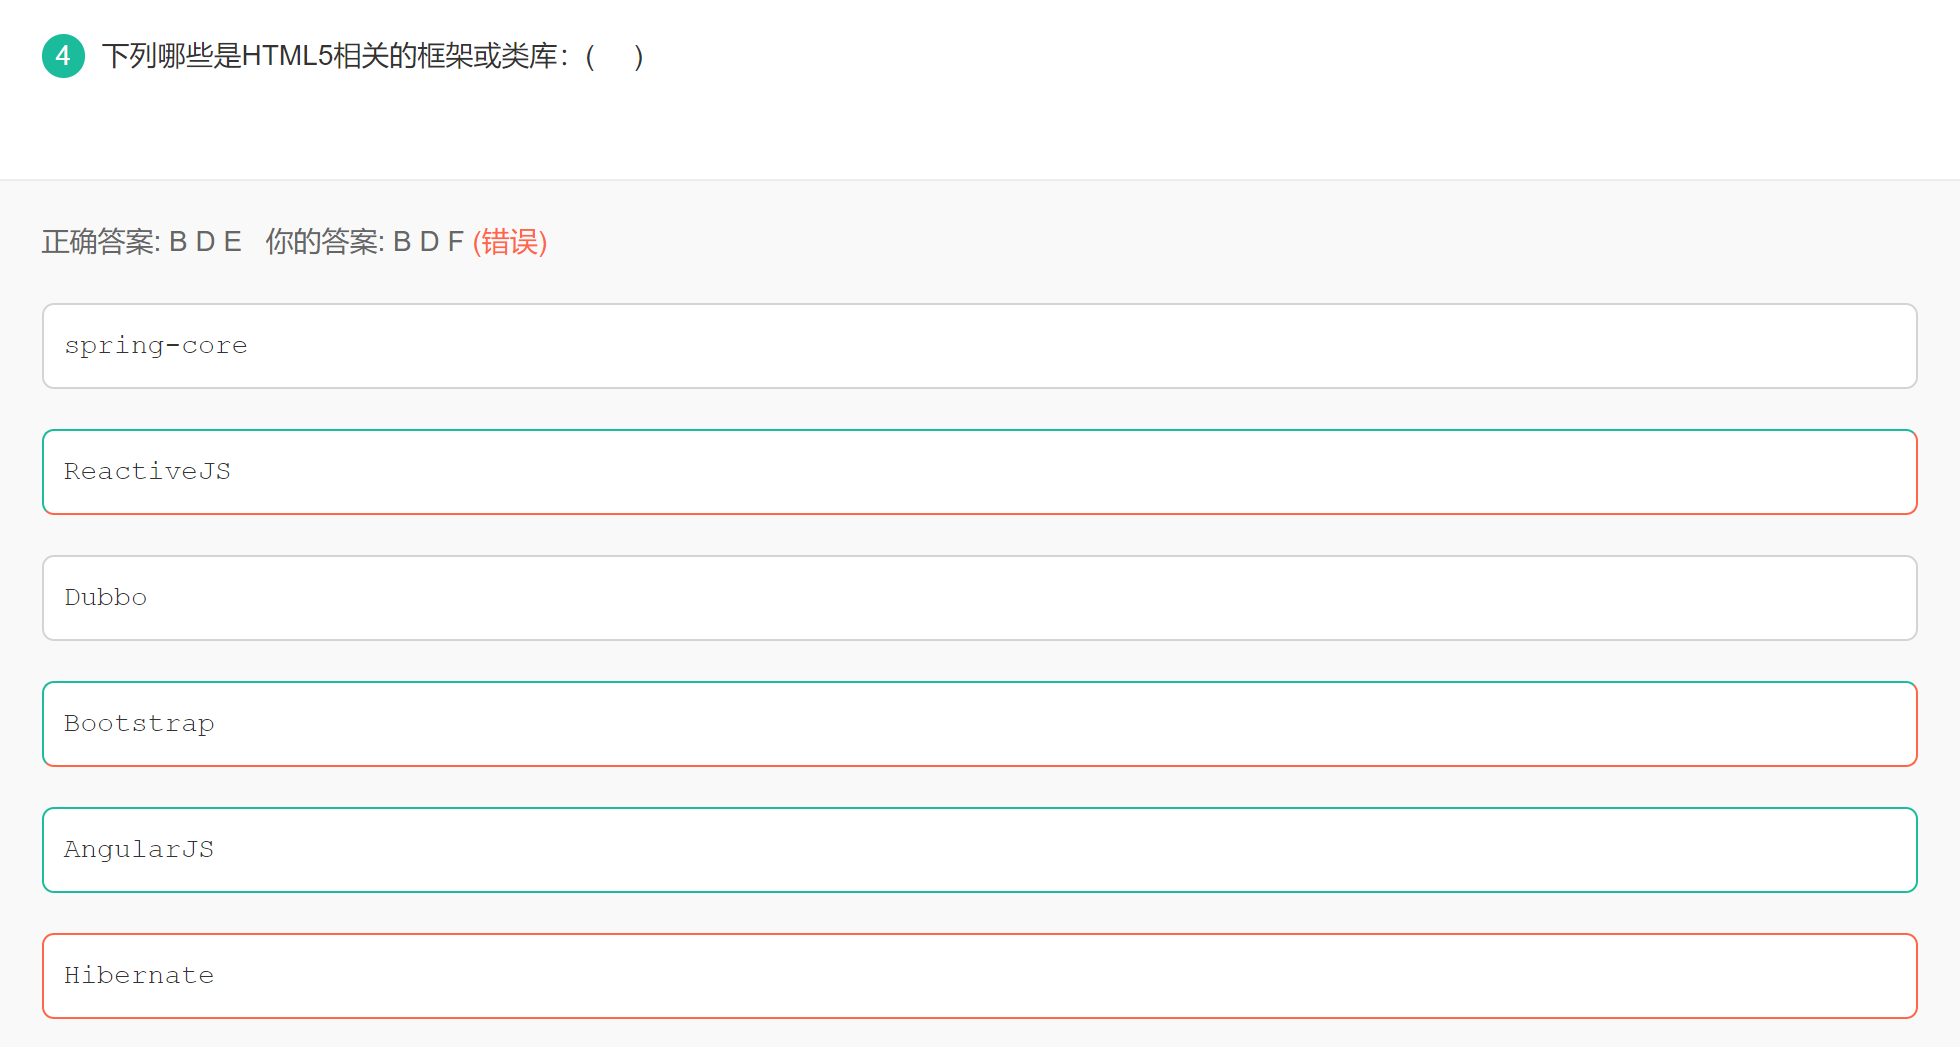 4 下列哪些是HTML5相关的框架或类库：(    )
正确答案: B D E 你的答案: B D F (错误)
spring-core
ReactiveJS
Dubbo
Bootstrap
AngularJS
Hibernate